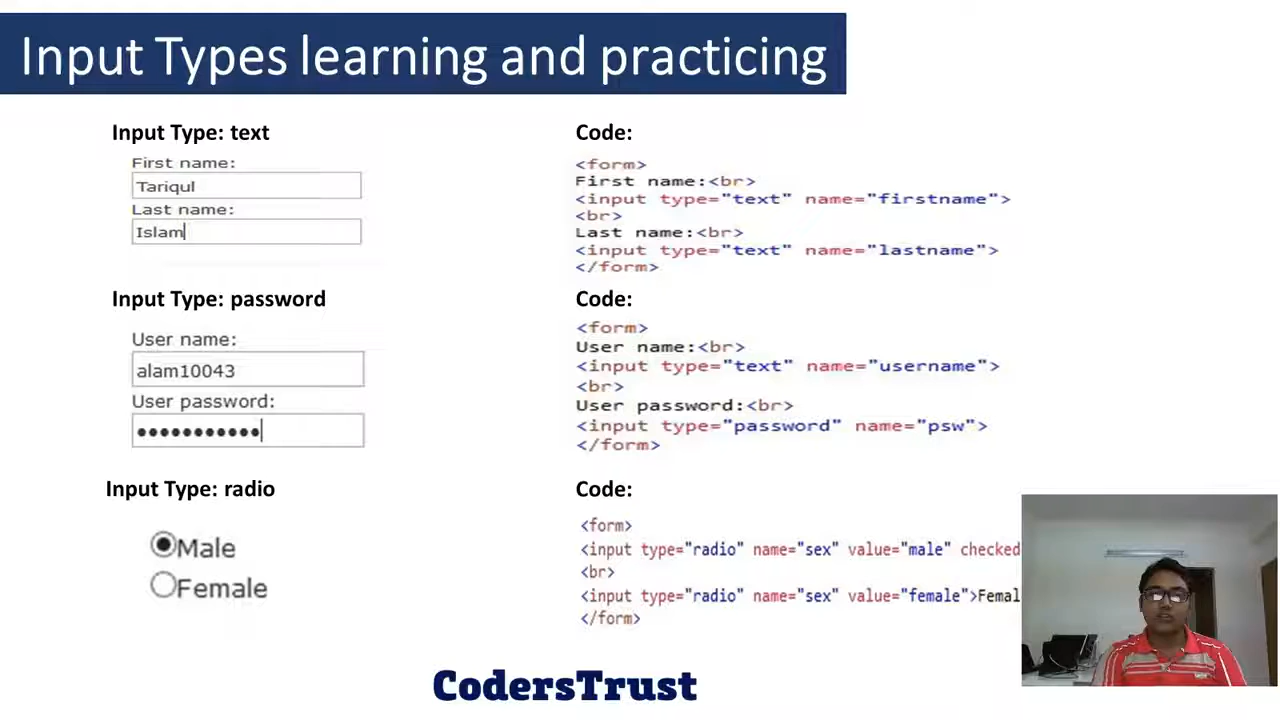 Input Types learning and practicing
Input Type: text
First name:
Tariqul
Last name:
Islam
Code:
<form>
First name:<br>
<input type="text" name="firstname">
<br>
Last name:<br>
<input type="text" name="lastname">
</form>
Input Type: password
User name:
alam10043
User password:
•••••••••••
Code:
<form>
User name:<br>
<input type="text" name="username">
<br>
User password:<br>
<input type="password" name="psw">
</form>
Input Type: radio
Male
Female
Code:
<form>
<input type="radio" name="sex" value="male" checked
<br>
<input type="radio" name="sex" value="female">Femal
</form>
CodersTrust